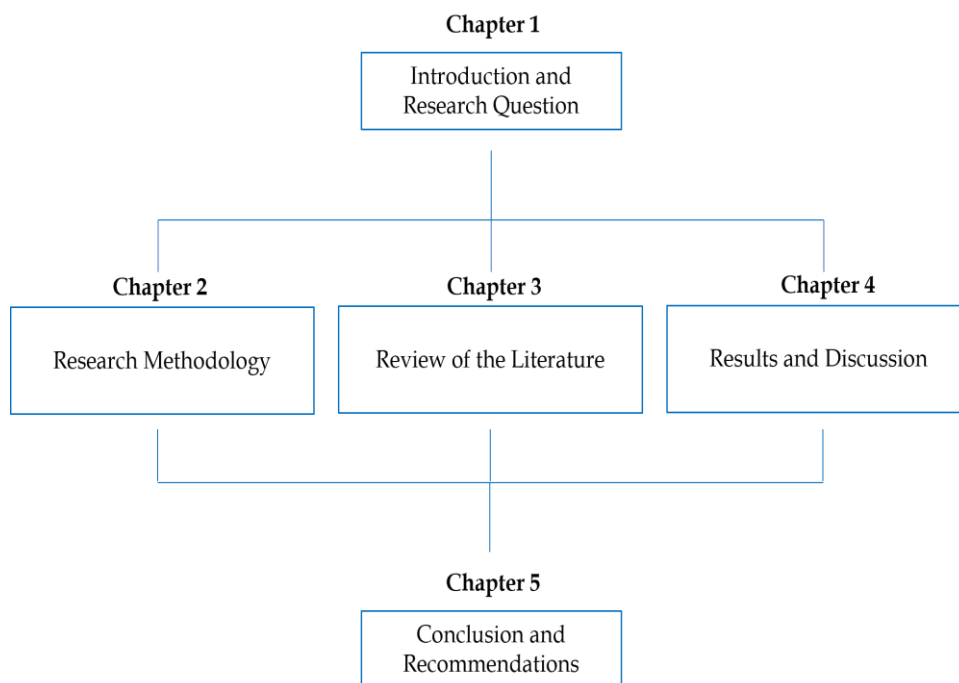 Chapter 1
Introduction and
Research Question
Chapter 2
Research Methodology
Chapter 3
Review of the Literature
Chapter 4
Results and Discussion
Chapter 5
Conclusion and
Recommendations